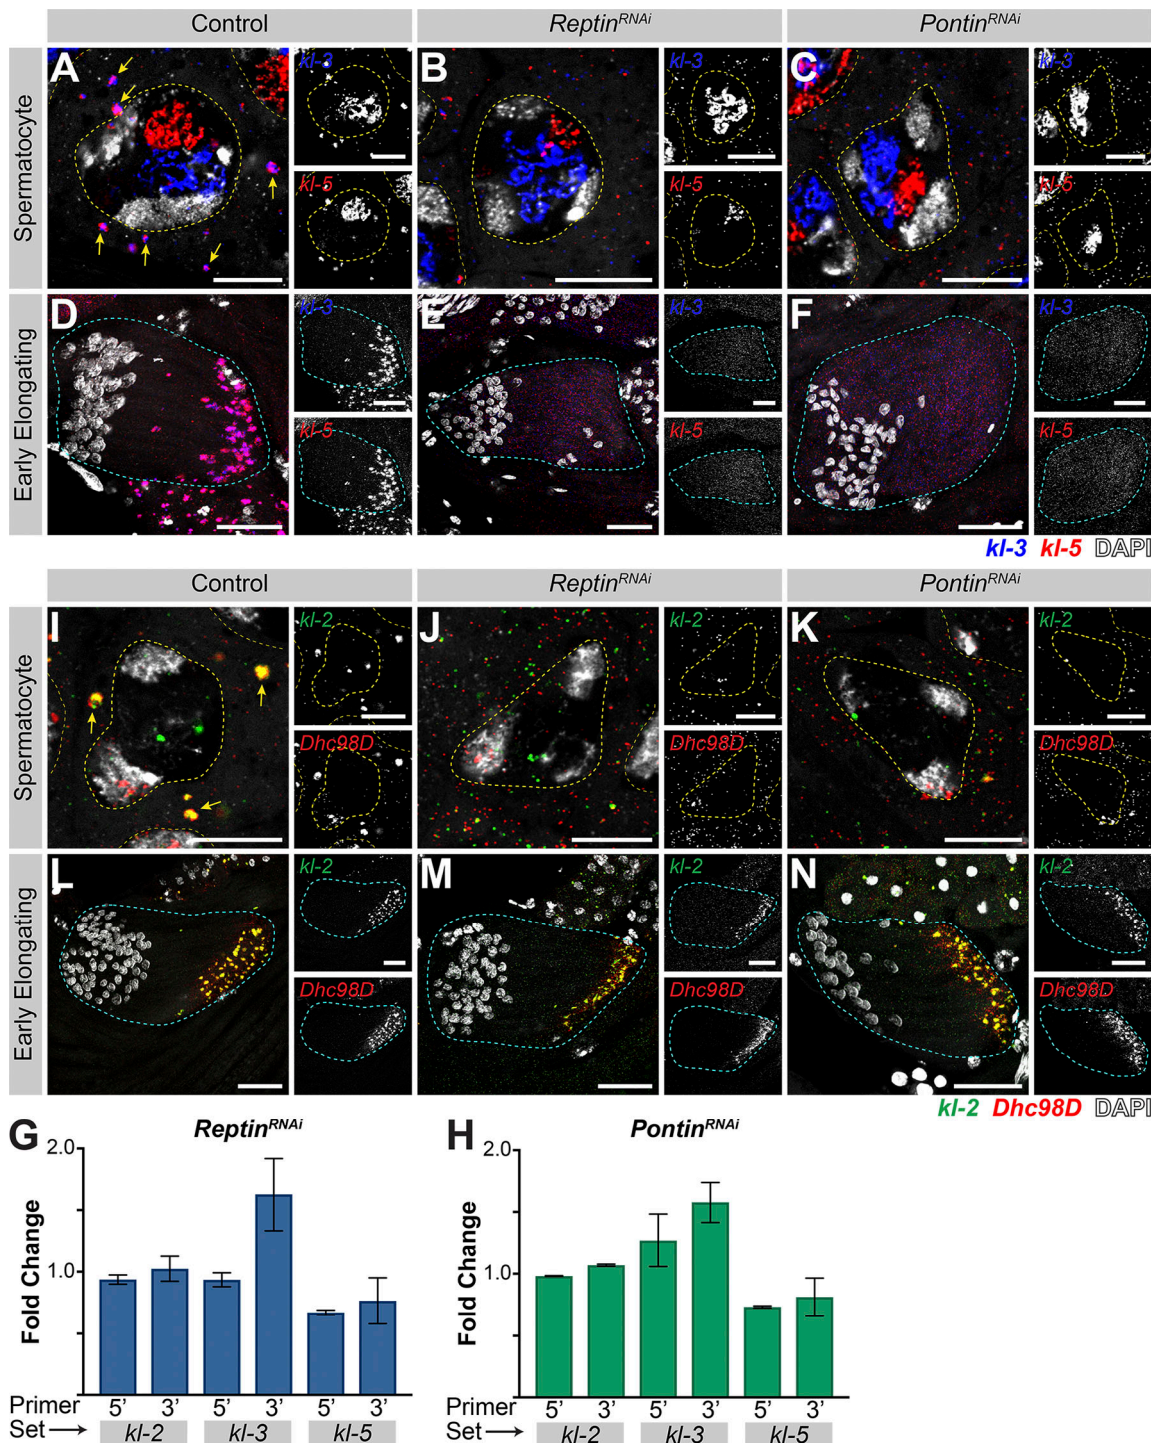 Control
Reptin^RNAi
Pontin^RNAi
Spermatocyte
A
kl-3
kl-5
B
kl-3
kl-5
C
kl-3
kl-5
Early Elongating
D
kl-3
kl-5
E
kl-3
kl-5
F
kl-3
kl-5
kl-3 kl-5 DAPI
Control
Reptin^RNAi
Pontin^RNAi
Spermatocyte
I
kl-2
Dhc98D
J
kl-2
Dhc98D
K
kl-2
Dhc98D
Early Elongating
L
kl-2
Dhc98D
M
kl-2
Dhc98D
N
kl-2
Dhc98D
kl-2 Dhc98D DAPI
G
Reptin^RNAi
2.0
1.0
Fold Change
Primer
Set→
5’ 3’ 5’ 3’ 5’ 3’
kl-2 kl-3 kl-5
H
Pontin^RNAi
2.0
1.0
Fold Change
5’ 3’ 5’ 3’ 5’ 3’
kl-2 kl-3 kl-5